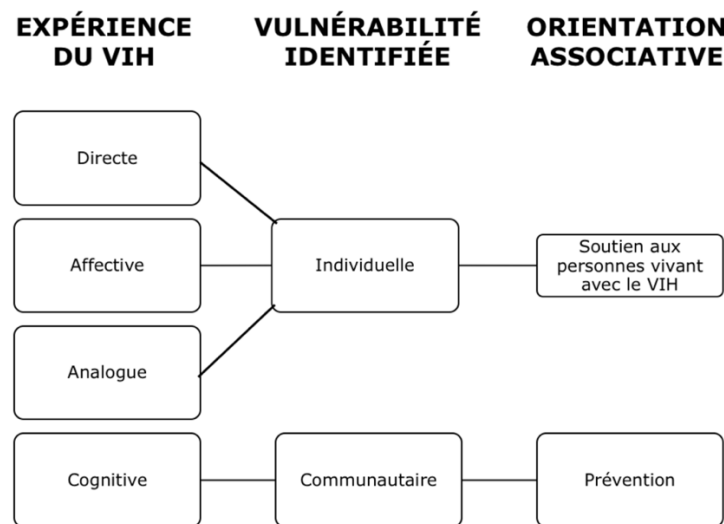 EXPÉRIENCE
DU VIH
VULNÉRABILITÉ
IDENTIFIÉE
ORIENTATION
ASSOCIATIVE
Directe
Affective
Individuelle
Soutien aux
personnes vivant
avec le VIH
Analogue
Cognitive
Communautaire
Prévention